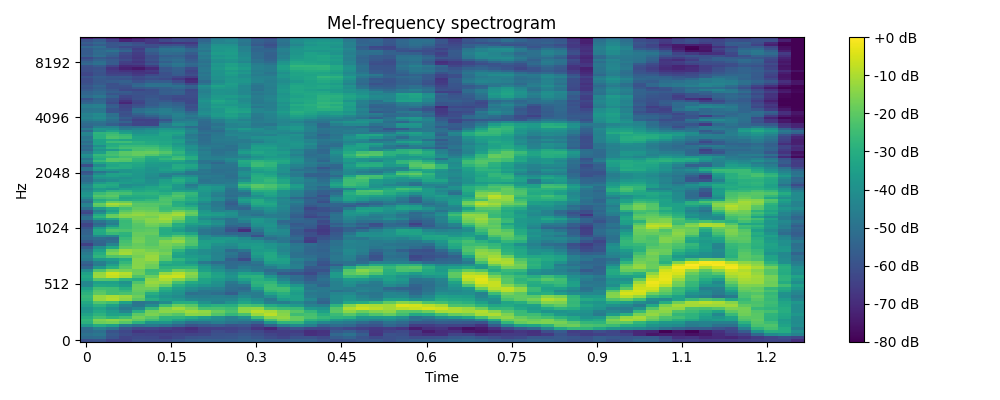 Mel-frequency spectrogram
Hz
8192
4096
2048
1024
512
0
0 0.15 0.3 0.45 0.6 0.75 0.9 1.1 1.2
Time
+0 dB
-10 dB
-20 dB
-30 dB
-40 dB
-50 dB
-60 dB
-70 dB
-80 dB